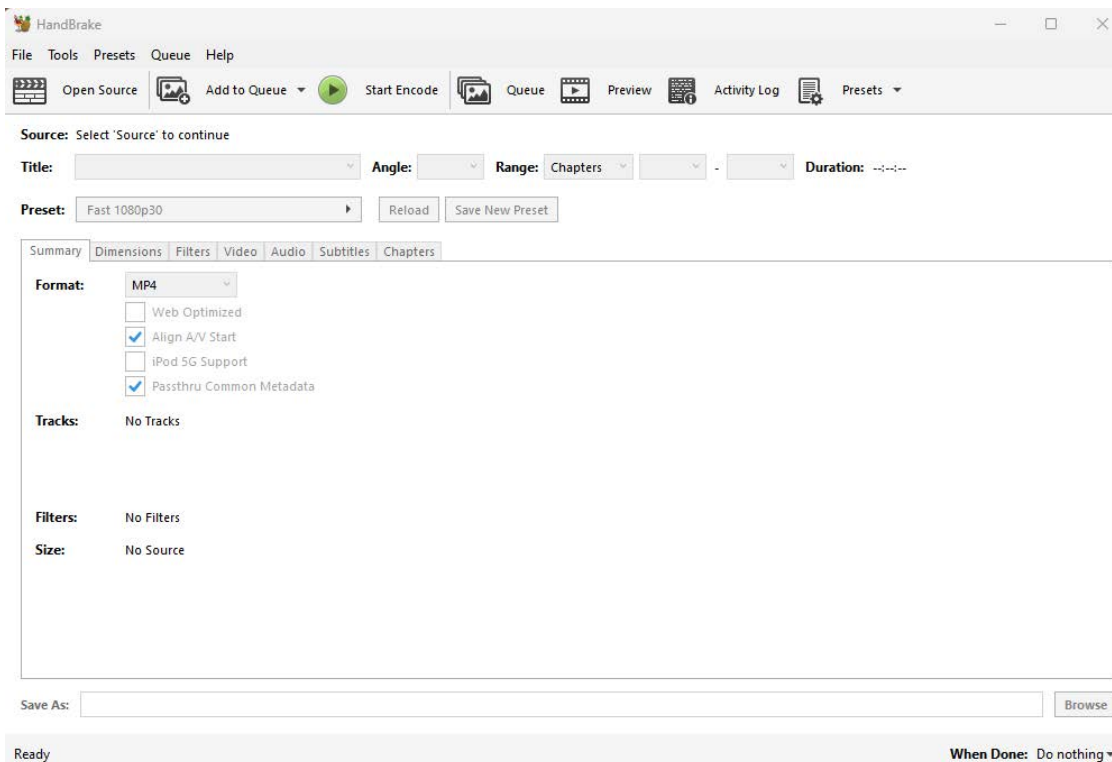 HandBrake
File Tools Presets Queue Help
Open Source Add to Queue Start Encode Queue Preview Activity Log Presets
Source: Select 'Source' to continue
Title: Angle: Range: Chapters - Duration: --:--:--
Preset: Fast 1080p30 Reload Save New Preset
Summary Dimensions Filters Video Audio Subtitles Chapters
Format: MP4
Web Optimized
Align A/V Start
iPod 5G Support
Passthru Common Metadata
Tracks: No Tracks
Filters: No Filters
Size: No Source
Save As: Browse
Ready When Done: Do nothing